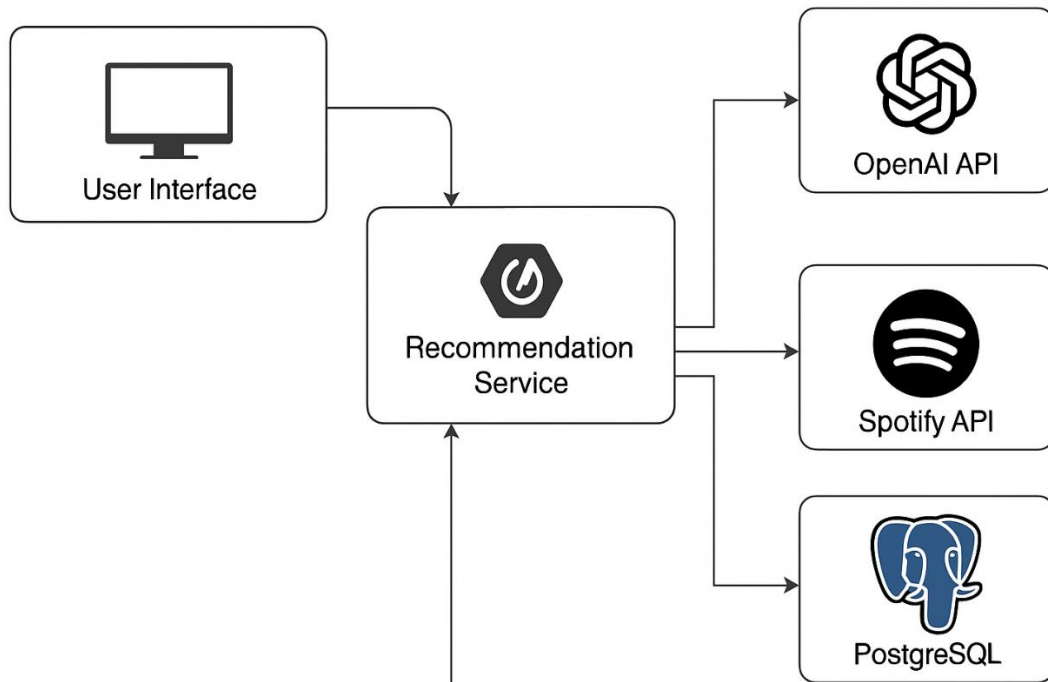 User Interface
OpenAI API
Recommendation
Service
Spotify API
PostgreSQL